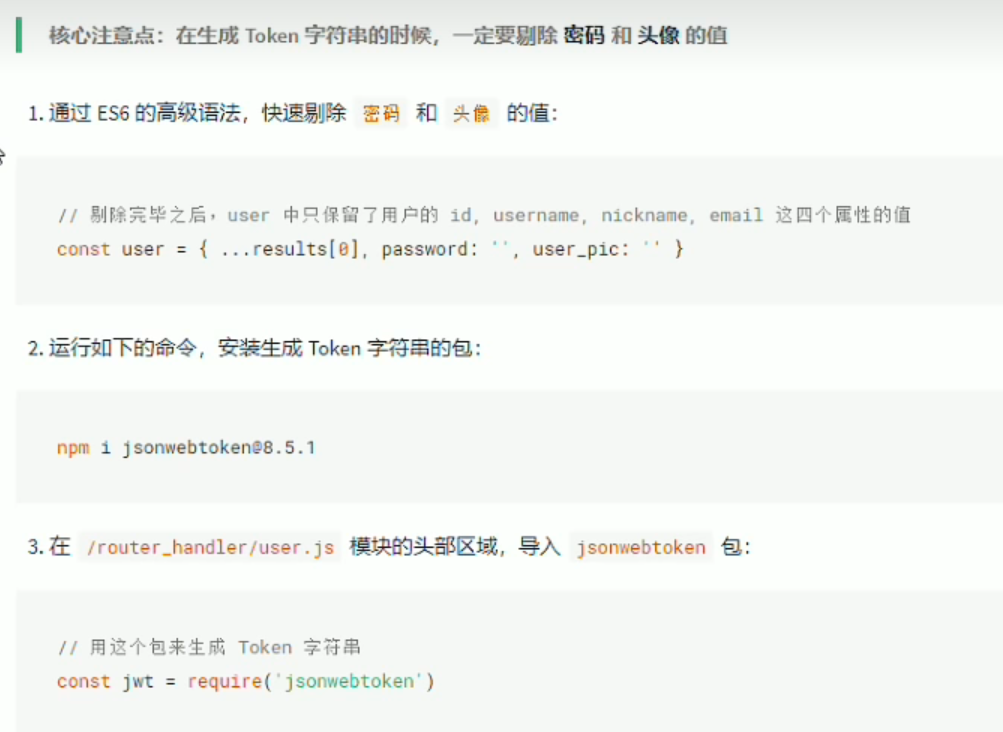 核心注意点：在生成 Token 字符串的时候，一定要剔除 密码 和 头像 的值
1. 通过 ES6 的高级语法，快速剔除 密码 和 头像 的值：
// 剔除完毕之后，user 中只保留了用户的 id, username, nickname, email 这四个属性的值
const user = { ...results[0], password: '', user_pic: '' }
2. 运行如下的命令，安装生成 Token 字符串的包：
npm i jsonwebtoken@8.5.1
3. 在 /router_handler/user.js 模块的头部区域，导入 jsonwebtoken 包：
// 用这个包来生成 Token 字符串
const jwt = require('jsonwebtoken')